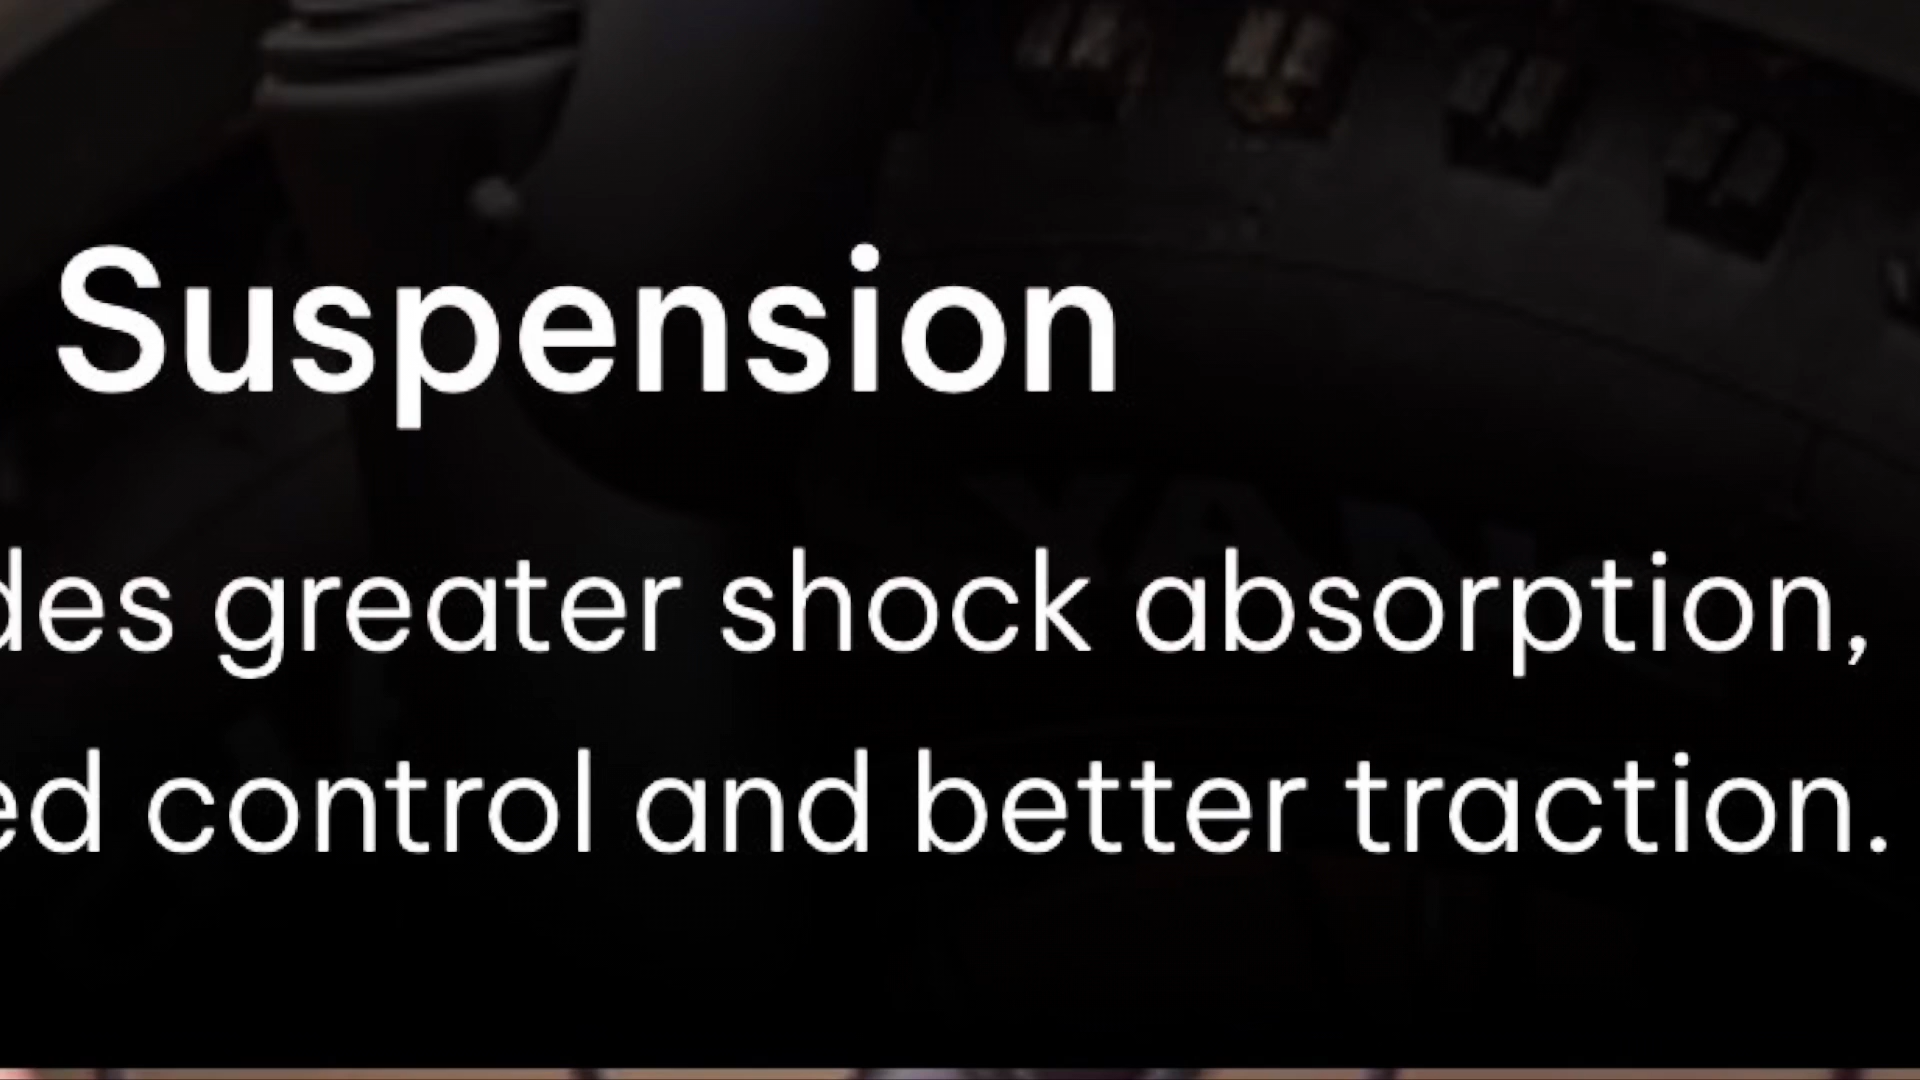 Suspension
des greater shock absorption,
ed control and better traction.